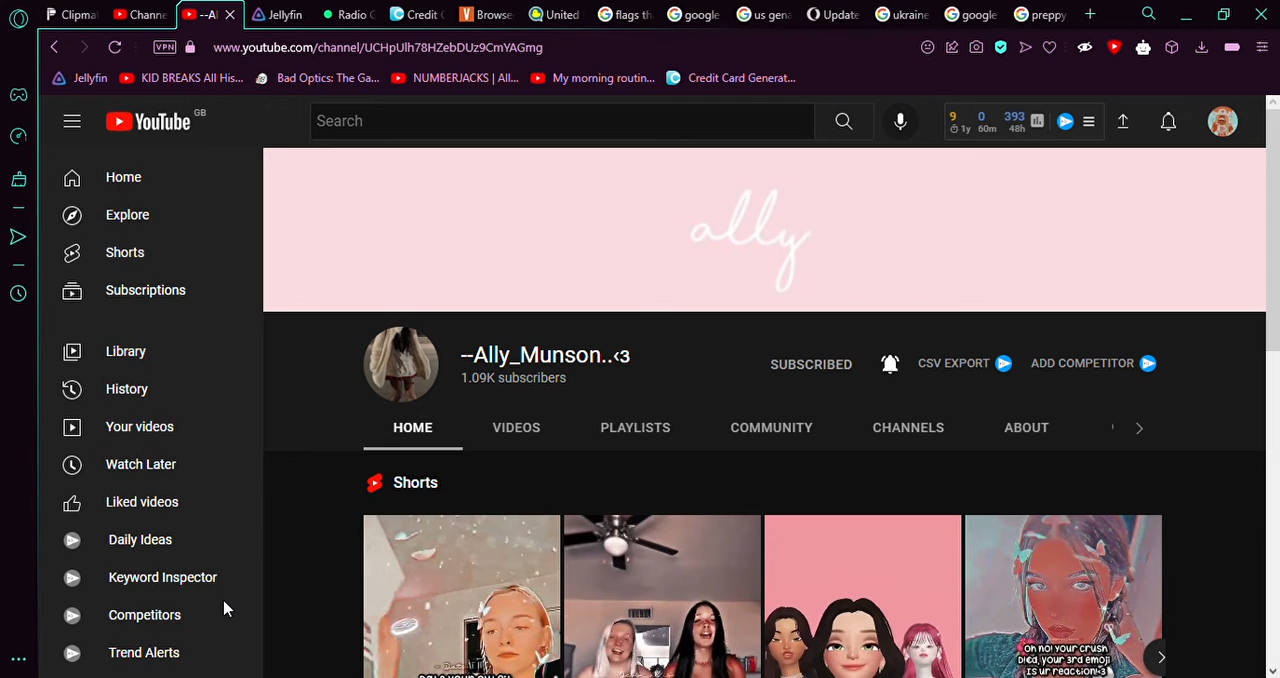 Clipma
Channe
--Al
Jellyfin
Radio G
Credit C
Browse
United
flags th
google
us gena
Update
ukraine
google
preppy
VPN
www.youtube.com/channel/UCHpUlh78HZebDUz9CmYAGmg
Jellyfin
KID BREAKS All His...
Bad Optics: The Ga...
NUMBERJACKS | All...
My morning routin...
Credit Card Generat...
YouTube GB
Search
9 0 393
1y 60m 48h
Home
Explore
Shorts
Subscriptions
Library
History
Your videos
Watch Later
Liked videos
Daily Ideas
Keyword Inspector
Competitors
Trend Alerts
ally
--Ally_Munson..<3
1.09K subscribers
SUBSCRIBED
CSV EXPORT
ADD COMPETITOR
HOME
VIDEOS
PLAYLISTS
COMMUNITY
CHANNELS
ABOUT
Shorts
Oh no! your crush
died, your 3rd emoji
is ur reaction<3